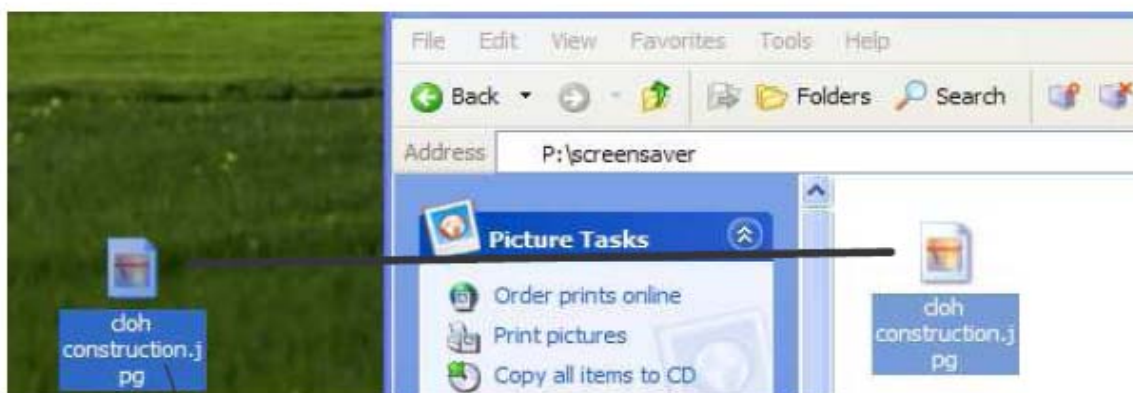 File Edit View Favorites Tools Help
Back Folders Search
Address P:\screensaver
Picture Tasks
Order prints online
Print pictures
Copy all items to CD
cloh
construction.j
pg
cloh
construction.j
pg